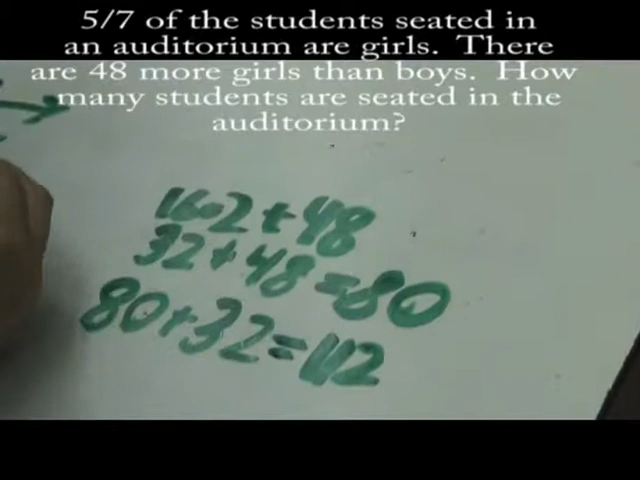 5/7 of the students seated in
an auditorium are girls. There
are 48 more girls than boys. How
many students are seated in the
auditorium?
16•2+48
32+48=80
80+32=112